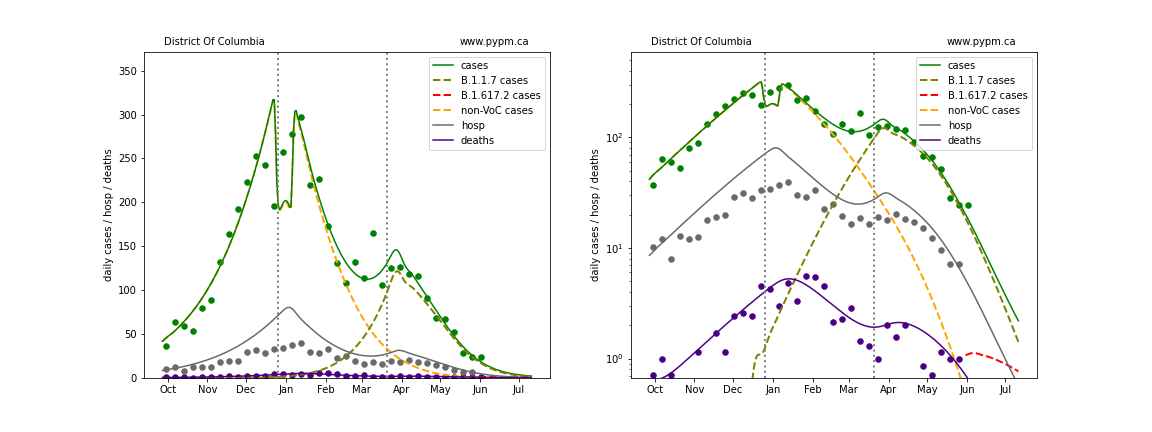 District Of Columbia www.pypm.ca
350
300
250
200
150
100
50
0
daily cases / hosp / deaths
cases
B.1.1.7 cases
B.1.617.2 cases
non-VoC cases
hosp
deaths
Oct Nov Dec Jan Feb Mar Apr May Jun Jul
District Of Columbia www.pypm.ca
10²
10¹
10⁰
daily cases / hosp / deaths
cases
B.1.1.7 cases
B.1.617.2 cases
non-VoC cases
hosp
deaths
Oct Nov Dec Jan Feb Mar Apr May Jun Jul